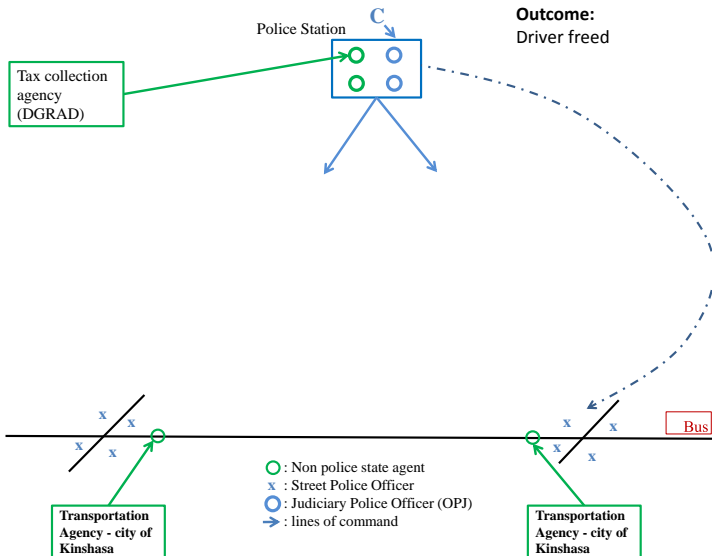 C
Outcome:
Driver freed
Police Station
Tax collection
agency
(DGRAD)
x
x
x
x
x
x
x
x
Bus
: Non police state agent
x : Street Police Officer
: Judiciary Police Officer (OPJ)
: lines of command
Transportation
Agency - city of
Kinshasa
Transportation
Agency - city of
Kinshasa